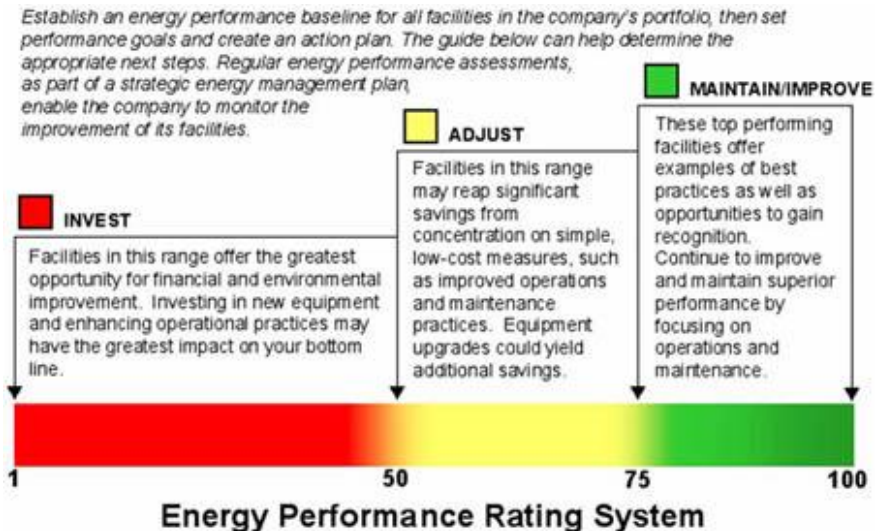 Establish an energy performance baseline for all facilities in the company's portfolio, then set
performance goals and create an action plan. The guide below can help determine the
appropriate next steps. Regular energy performance assessments,
as part of a strategic energy management plan,
enable the company to monitor the
improvement of its facilities.
INVEST
Facilities in this range offer the greatest
opportunity for financial and environmental
improvement. Investing in new equipment
and enhancing operational practices may
have the greatest impact on your bottom
line.
ADJUST
Facilities in this range
may reap significant
savings from
concentration on simple,
low-cost measures, such
as improved operations
and maintenance
practices. Equipment
upgrades could yield
additional savings.
MAINTAIN/IMPROVE
These top performing
facilities offer
examples of best
practices as well as
opportunities to gain
recognition.
Continue to improve
and maintain superior
performance by
focusing on
operations and
maintenance.
1 50 75 100
Energy Performance Rating System